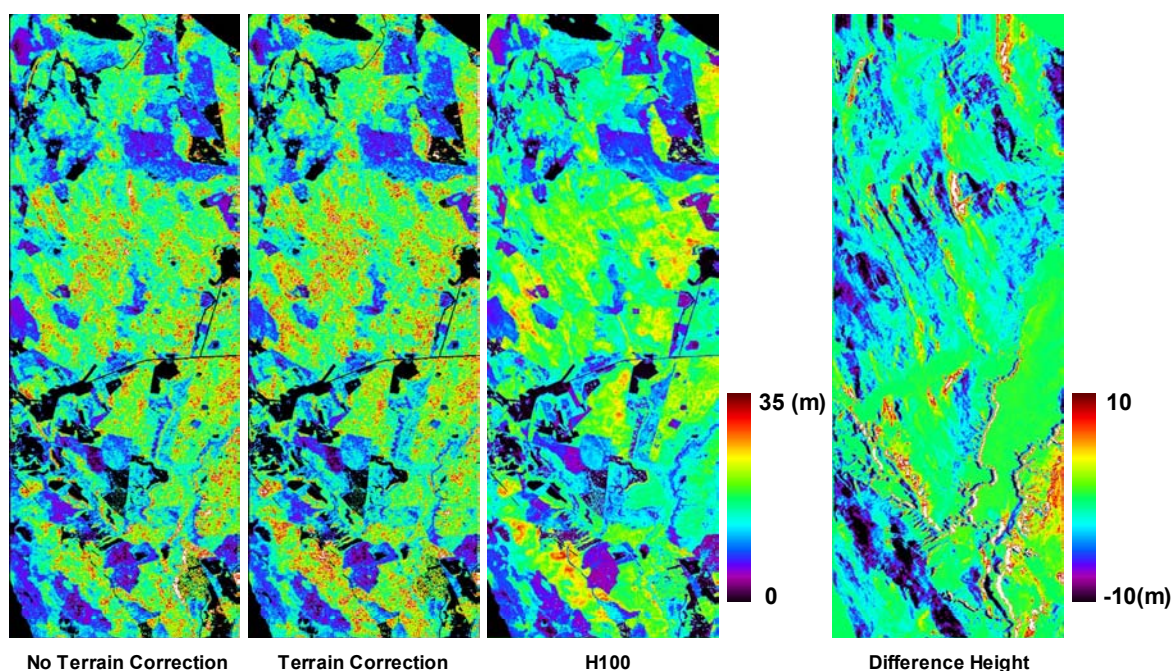 35 (m)
0
10
-10(m)
No Terrain Correction
Terrain Correction
H100
Difference Height